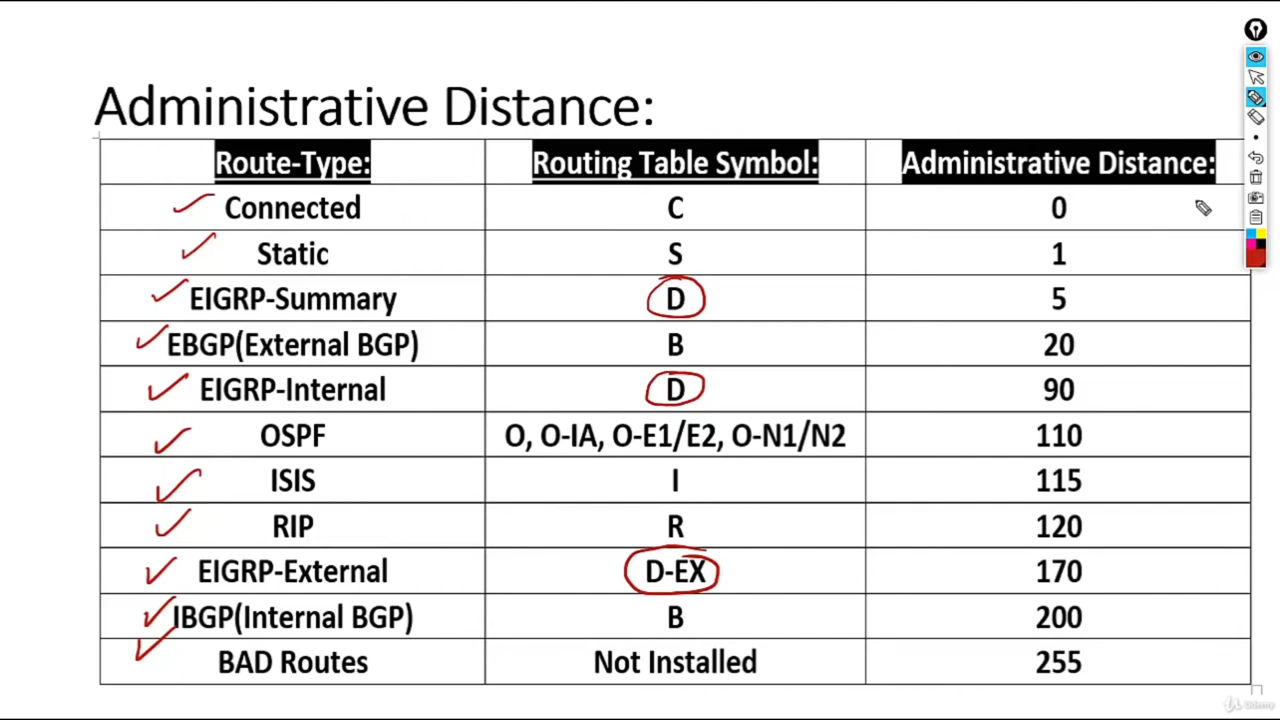 Administrative Distance:
Route-Type: Routing Table Symbol: Administrative Distance:
Connected C 0
Static S 1
EIGRP-Summary D 5
EBGP(External BGP) B 20
EIGRP-Internal D 90
OSPF O, O-IA, O-E1/E2, O-N1/N2 110
ISIS I 115
RIP R 120
EIGRP-External D-EX 170
IBGP(Internal BGP) B 200
BAD Routes Not Installed 255
Udemy